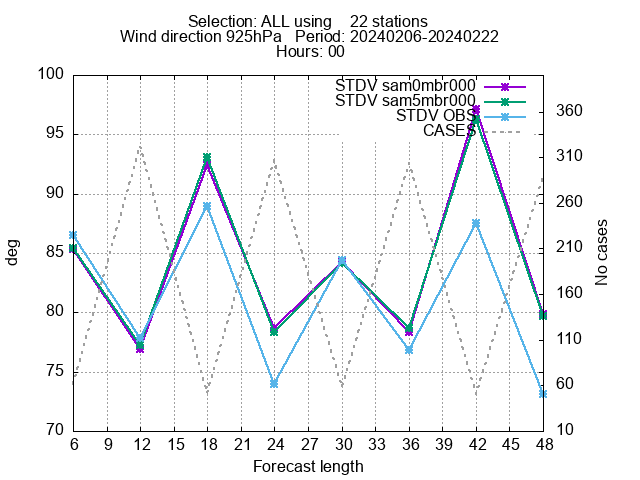 Selection: ALL using    22 stations
Wind direction 925hPa   Period: 20240206-20240222
Hours: 00
STDV sam0mbr000
STDV sam5mbr000
STDV OBS
CASES
100
95
90
85
80
75
70
deg
360
310
260
210
160
110
60
10
No cases
6 9 12 15 18 21 24 27 30 33 36 39 42 45 48
Forecast length